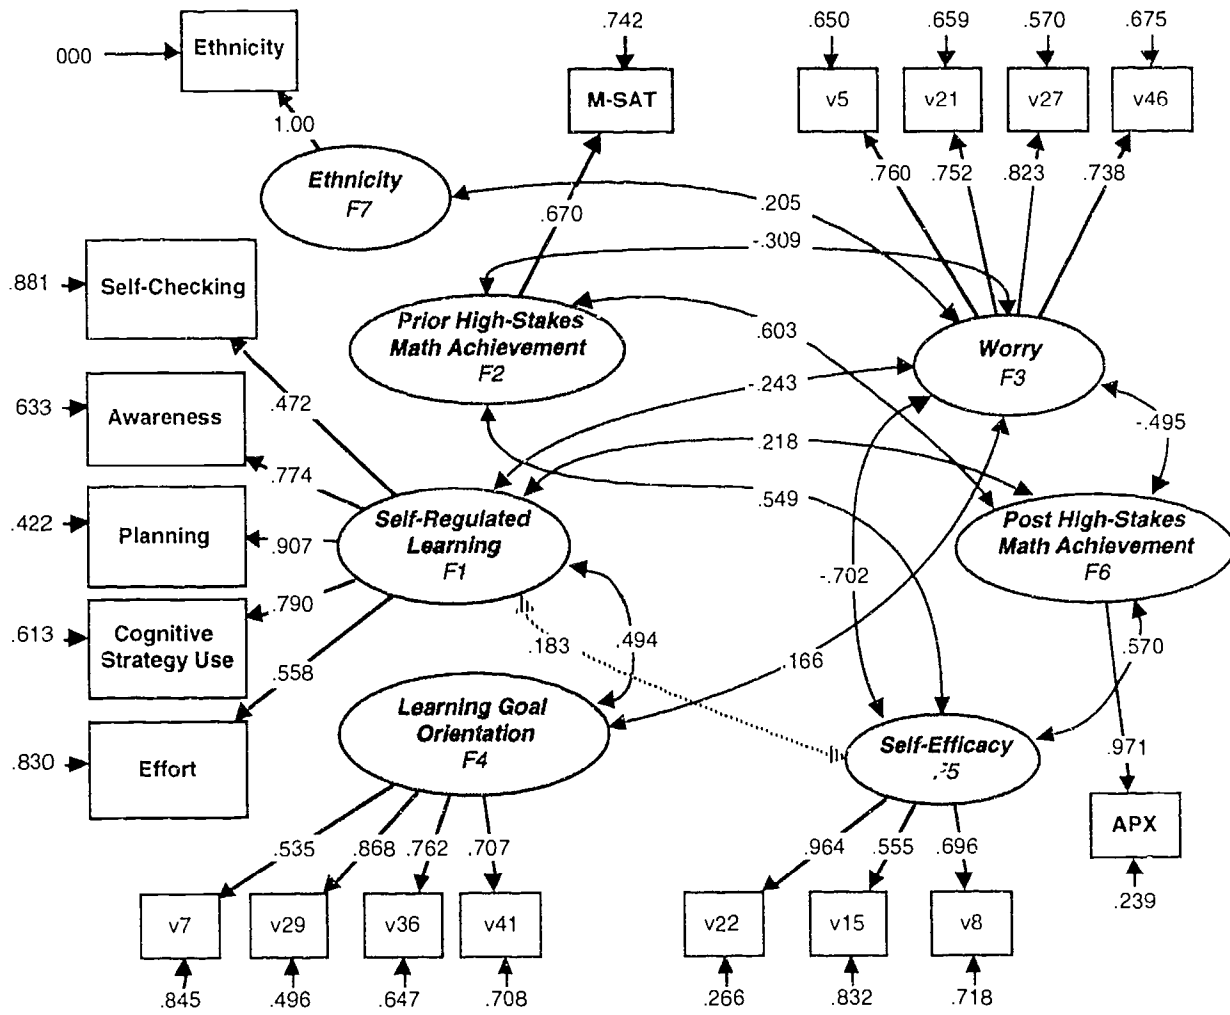 .742
.650
.659
.570
.675
000
Ethnicity
M-SAT
v5
v21
v27
v46
1.00
Ethnicity
F7
.760
.752
.823
.738
.670
.205
-.309
.881
Self-Checking
Prior High-Stakes
Math Achievement
F2
.603
Worry
F3
-.243
.472
633
Awareness
.218
-.495
.774
.549
.422
Planning
.907
Self-Regulated
Learning
F1
Post High-Stakes
Math Achievement
F6
-.702
.790
.613
Cognitive
Strategy Use
.183
.494
.166
.570
.558
Learning Goal
Orientation
F4
Self-Efficacy
.830
Effort
.971
APX
.535
.868
.762
.707
.964
.555
.696
.239
v7
v29
v36
v41
v22
v15
v8
.845
.496
.647
.708
.266
.832
.718